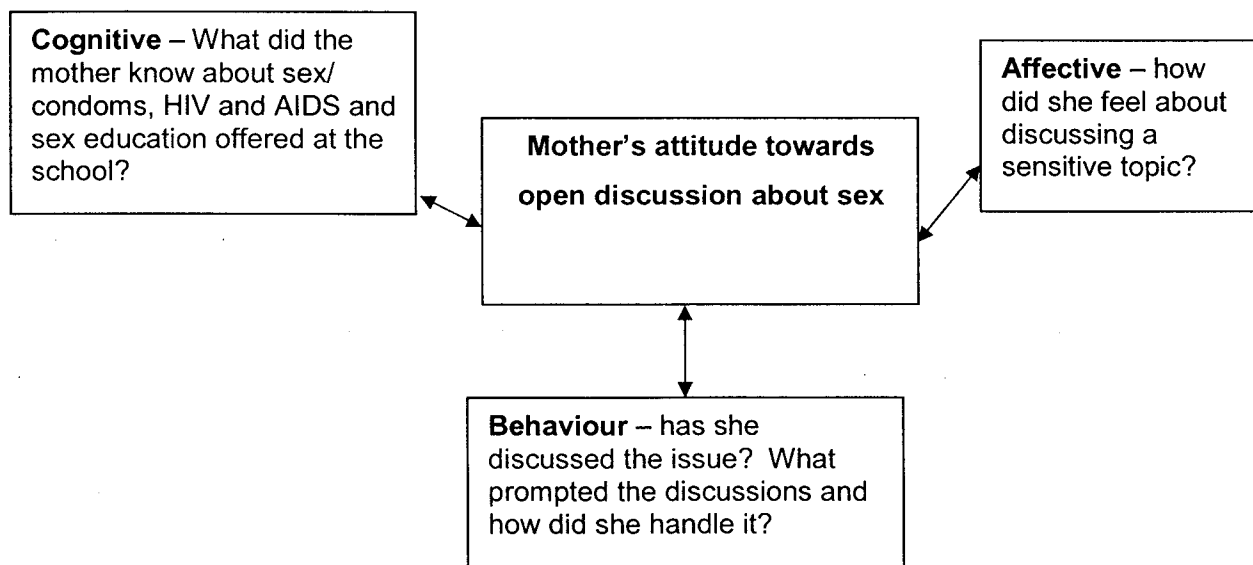 Cognitive – What did the
mother know about sex/
condoms, HIV and AIDS and
sex education offered at the
school?
Mother's attitude towards
open discussion about sex
Affective – how
did she feel about
discussing a
sensitive topic?
Behaviour – has she
discussed the issue?  What
prompted the discussions and
how did she handle it?